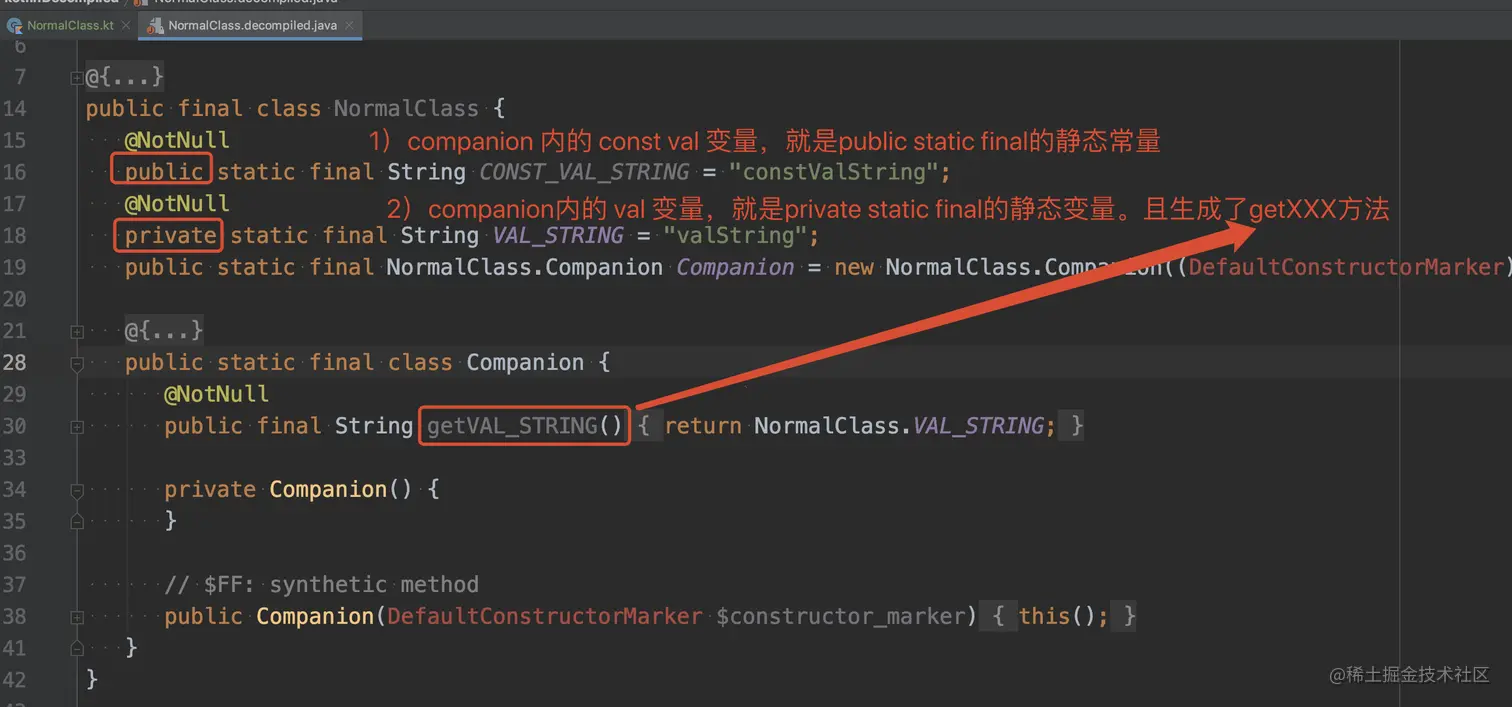 NormalClass.decompiled.java
NormalClass.kt NormalClass.decompiled.java
6
7 @{...}
14 public final class NormalClass {
15 @NotNull 1）companion 内的 const val 变量，就是public static final的静态常量
16 public static final String CONST_VAL_STRING = "constValString";
17 @NotNull 2）companion内的 val 变量，就是private static final的静态变量。且生成了getXXX方法
18 private static final String VAL_STRING = "valString";
19 public static final NormalClass.Companion Companion = new NormalClass.Companion((DefaultConstructorMarker)
20
21 @{...}
28 public static final class Companion {
29 @NotNull
30 public final String getVAL_STRING() { return NormalClass.VAL_STRING; }
33
34 private Companion() {
35 }
36
37 // $FF: synthetic method
38 public Companion(DefaultConstructorMarker $constructor_marker) { this(); }
41 }
42 }
@稀土掘金技术社区